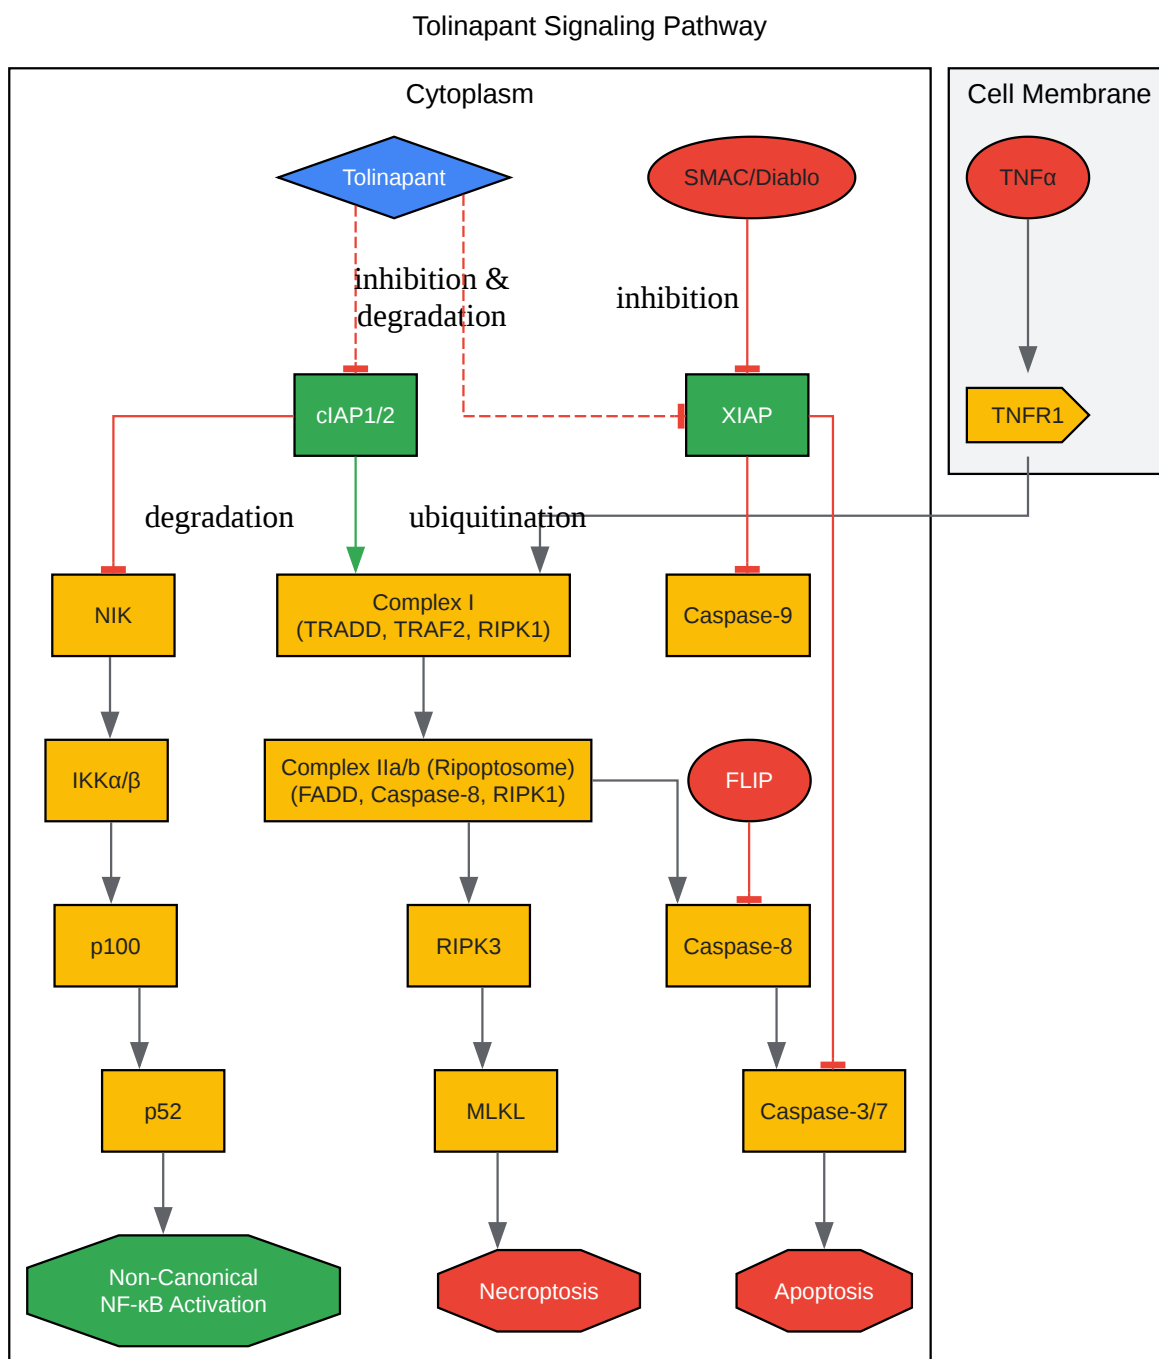 Tolinapant Signaling Pathway
Cytoplasm
Cell Membrane
Tolinapant
SMAC/Diablo
TNFα
inhibition &
degradation
inhibition
cIAP1/2
XIAP
TNFR1
degradation
ubiquitination
NIK
Complex I
(TRADD, TRAF2, RIPK1)
Caspase-9
IKKα/β
Complex IIa/b (Ripoptosome)
(FADD, Caspase-8, RIPK1)
FLIP
p100
RIPK3
Caspase-8
p52
MLKL
Caspase-3/7
Non-Canonical
NF-κB Activation
Necroptosis
Apoptosis